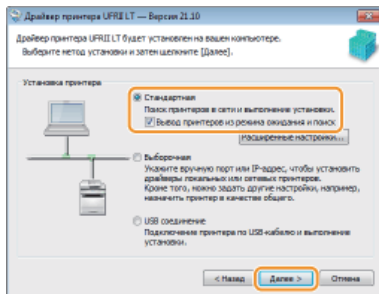 Драйвер принтера UFRII LT — Версия 21.10
Драйвер принтера UFRII LT будет установлен на вашем компьютере.
Выберите метод установки и затем щелкните [Далее].
Установка принтера
Стандартная
Поиск принтеров в сети и выполнение установки.
Вывод принтеров из режима ожидания и поиск
Расширенные настройки...
Выборочная
Укажите вручную порт или IP-адрес, чтобы установить
драйверы локальных или сетевых принтеров.
Кроме того, можно задать другие настройки, например,
назначить принтер в качестве общего.
USB соединение
Подключение принтера по USB-кабелю и выполнение
установки.
< Назад
Далее >
Отмена